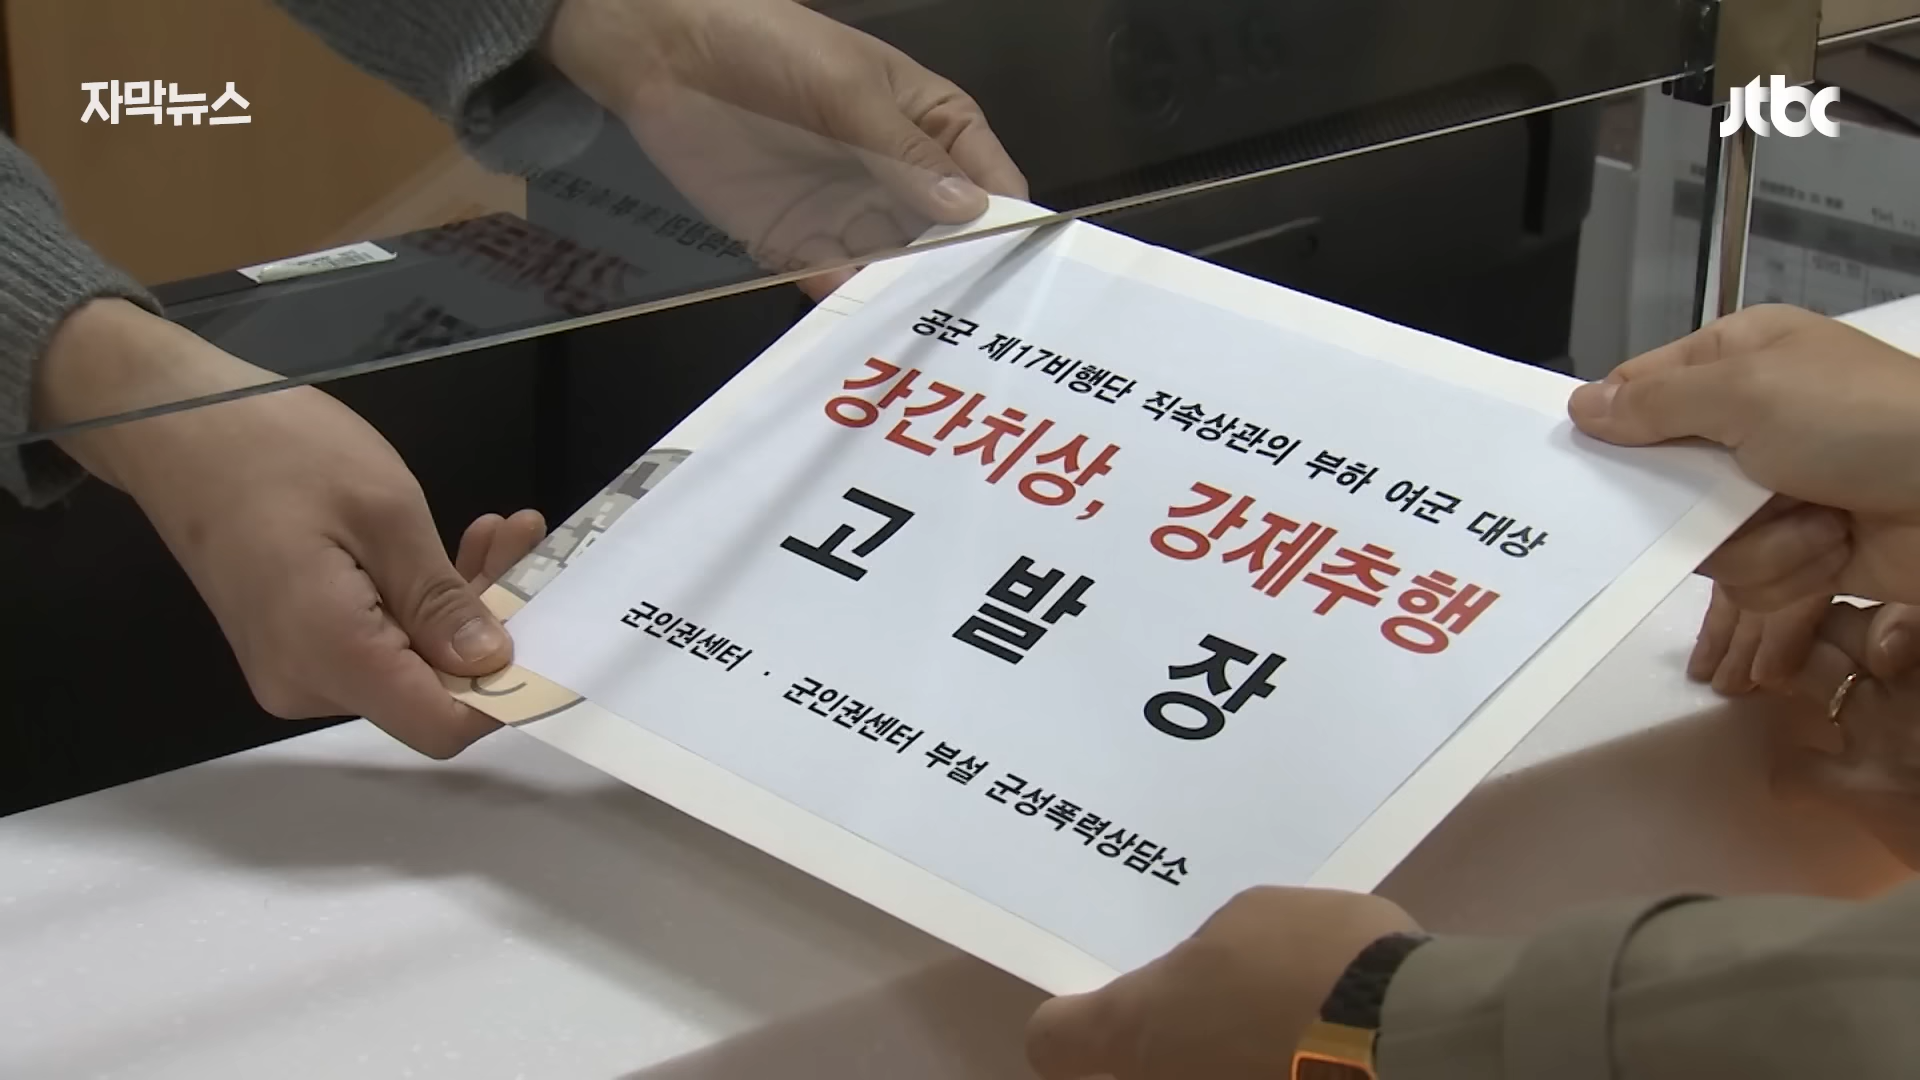 자막뉴스
jtbc
공군 제17비행단 직속상관의 부하 여군 대상
강간치상, 강제추행
고 발 장
군인권센터 · 군인권센터 부설 군성폭력상담소